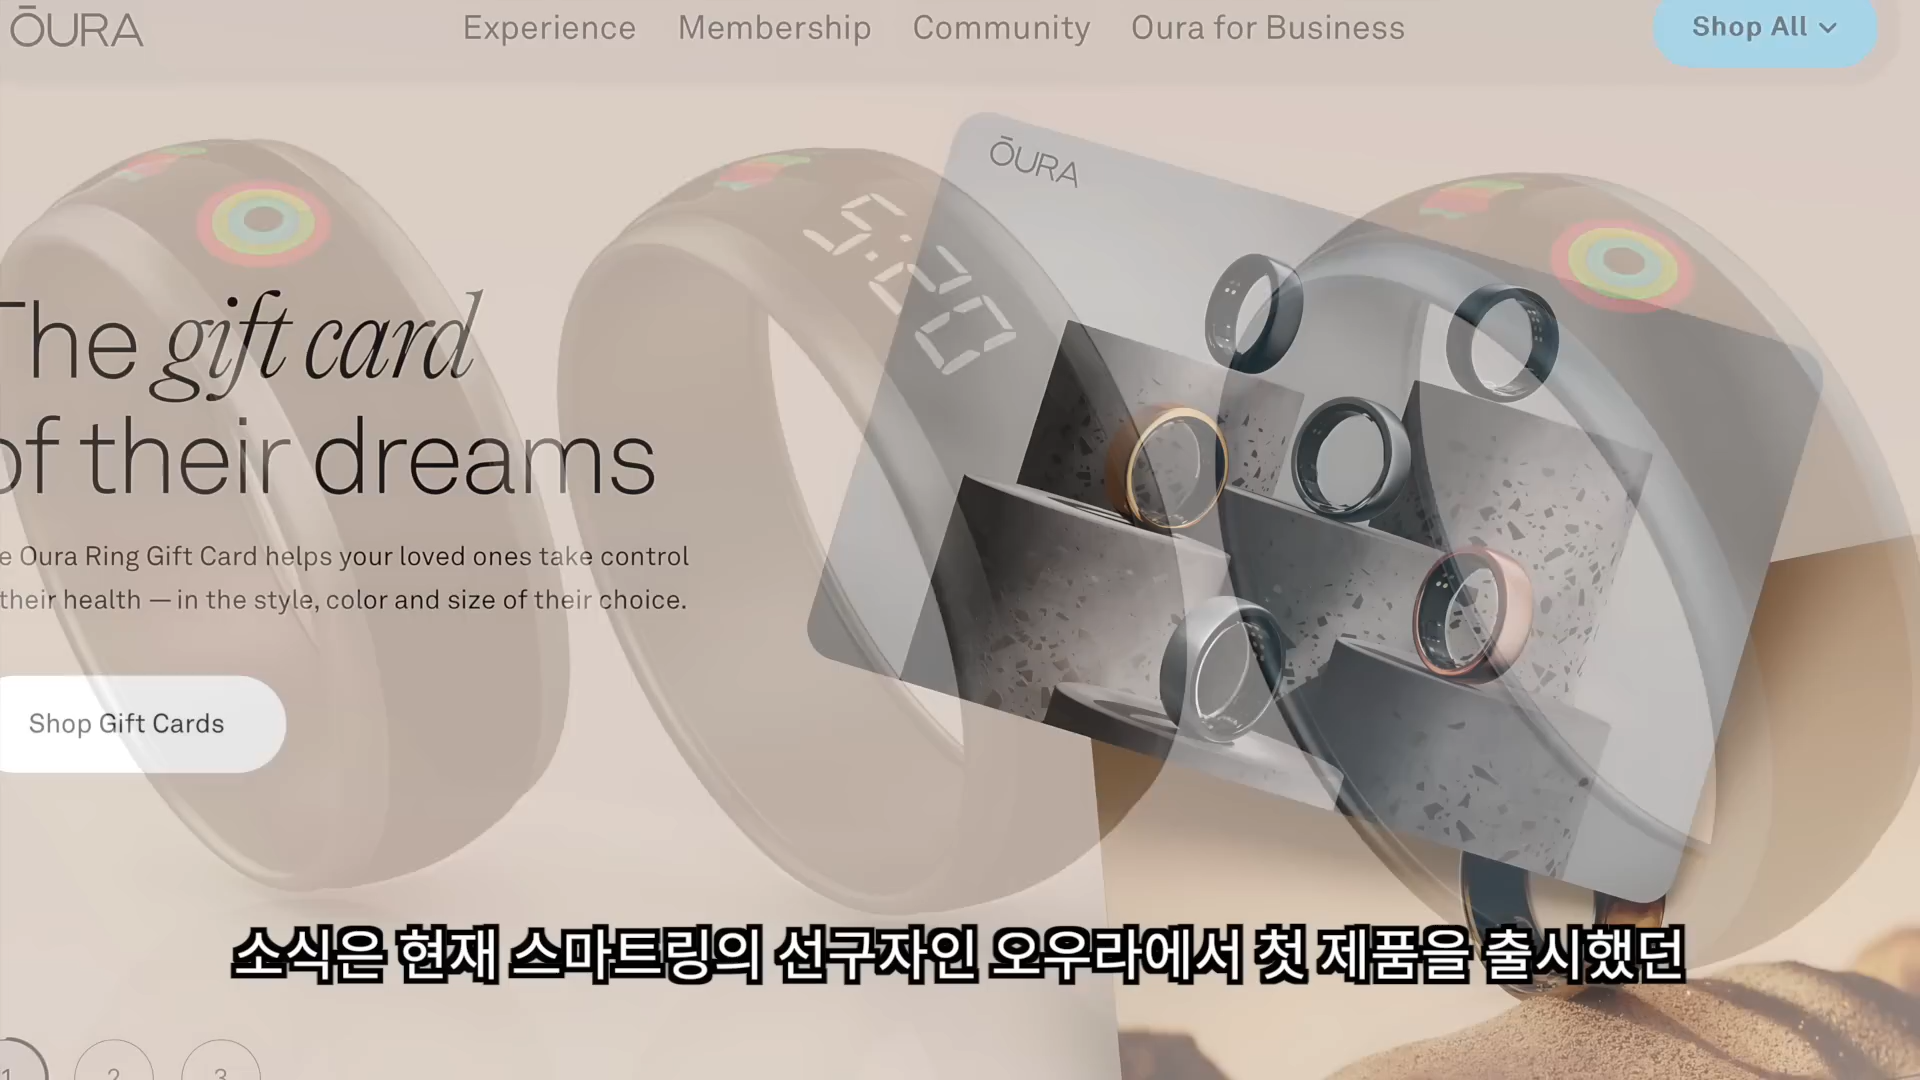 ŌURA
Experience
Membership
Community
Oura for Business
Shop All
ŌURA
5:20
The gift card
of their dreams
e Oura Ring Gift Card helps your loved ones take control
their health — in the style, color and size of their choice.
Shop Gift Cards
소식은 현재 스마트링의 선구자인 오우라에서 첫 제품을 출시했던
1
2
3